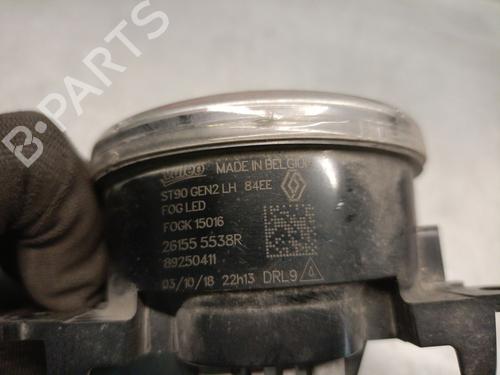 Valeo MADE IN BELGIUM
ST90 GEN2 LH 84EE
FOG LED
FOGK 15016
26155 5538R
89250411
03/10/18 22h13 DRL9
B-PARTS